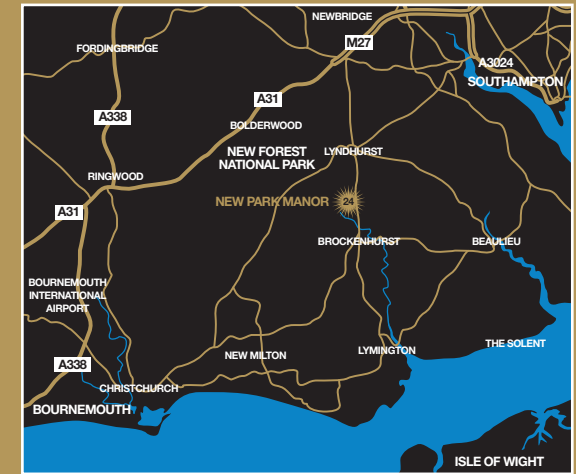 NEWBRIDGE
M27
FORDINGBRIDGE
A3024
SOUTHAMPTON
A31
A338
BOLDERWOOD
NEW FOREST
NATIONAL PARK
LYNDHURST
RINGWOOD
NEW PARK MANOR
24
A31
BROCKENHURST
BEAULIEU
BOURNEMOUTH
INTERNATIONAL
AIRPORT
THE SOLENT
NEW MILTON
LYMINGTON
A338
CHRISTCHURCH
BOURNEMOUTH
ISLE OF WIGHT